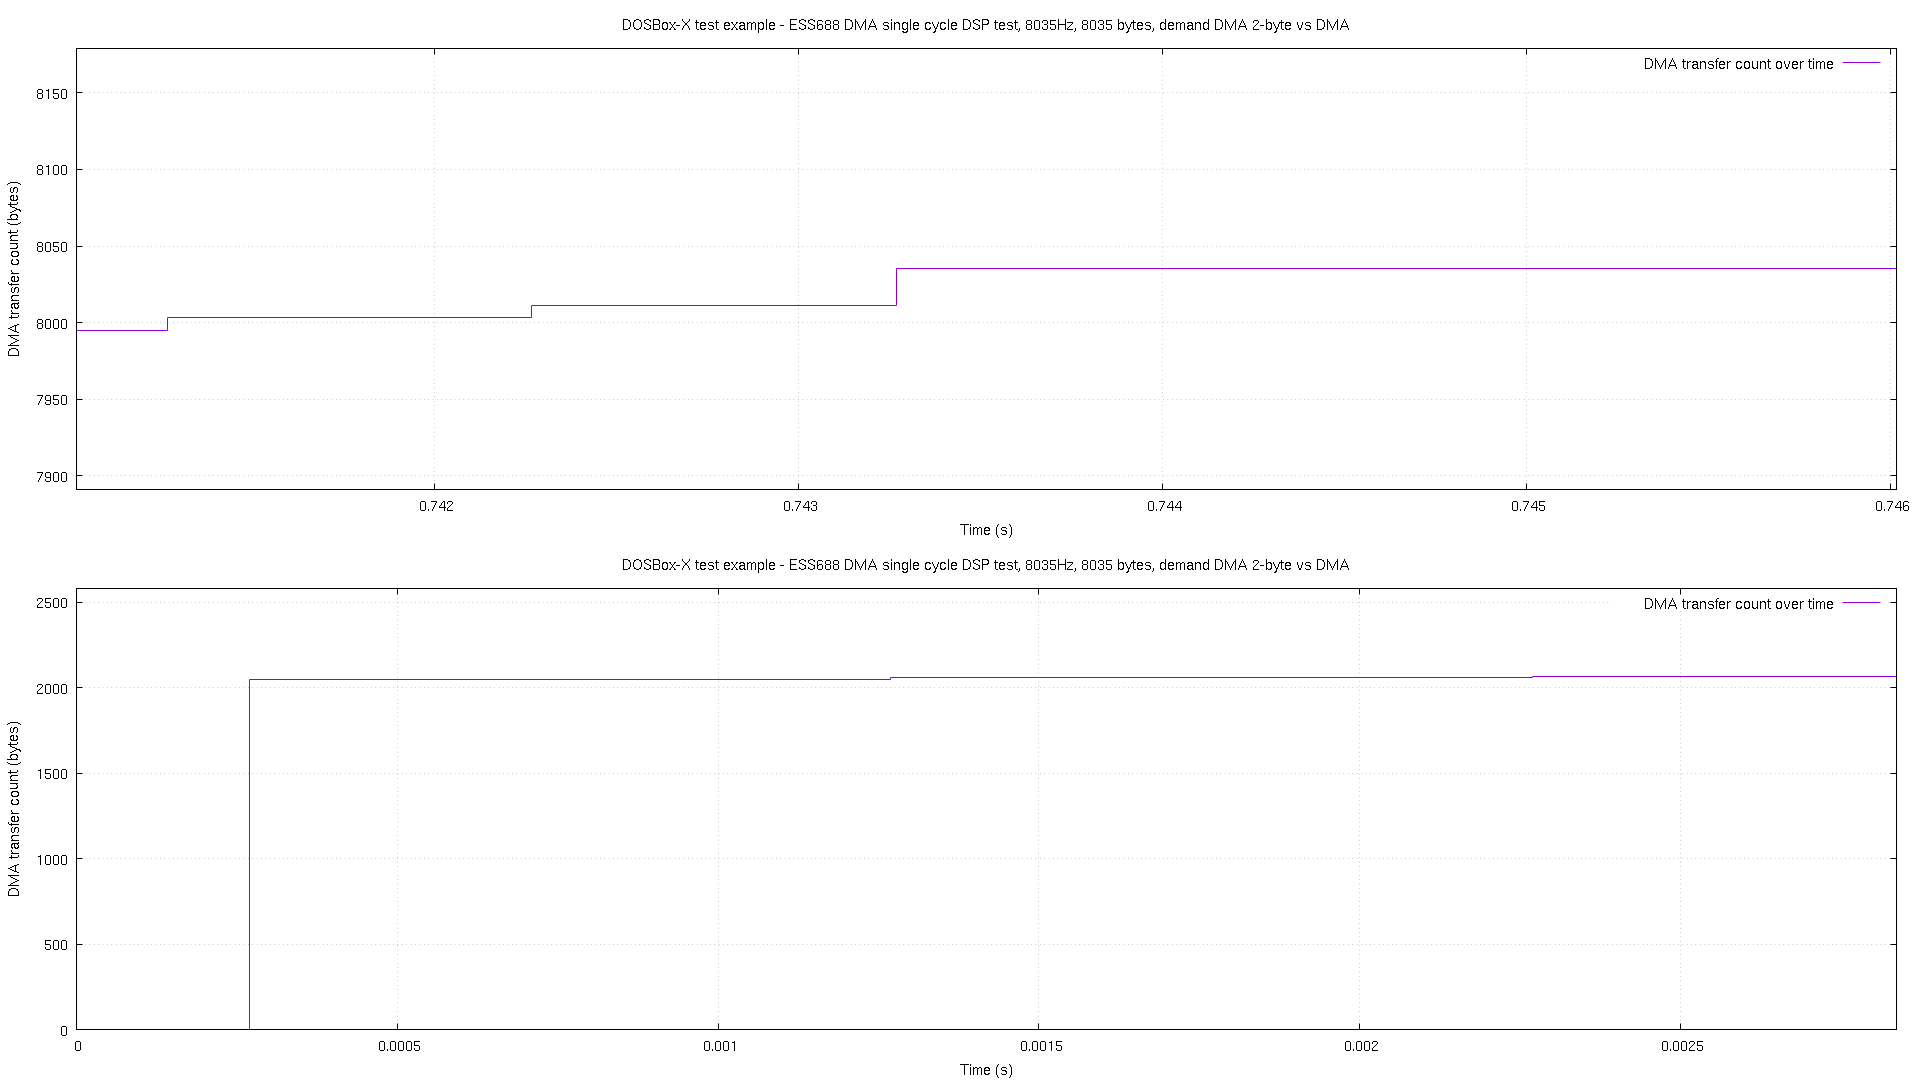 DOSBox-X test example - ESS688 DMA single cycle DSP test, 8035Hz, 8035 bytes, demand DMA 2-byte vs DMA
DMA transfer count over time
DMA transfer count (bytes)
8150
8100
8050
8000
7950
7900
0.742 0.743 0.744 0.745 0.746
Time (s)
DOSBox-X test example - ESS688 DMA single cycle DSP test, 8035Hz, 8035 bytes, demand DMA 2-byte vs DMA
DMA transfer count over time
DMA transfer count (bytes)
2500
2000
1500
1000
500
0
0 0.0005 0.001 0.0015 0.002 0.0025
Time (s)